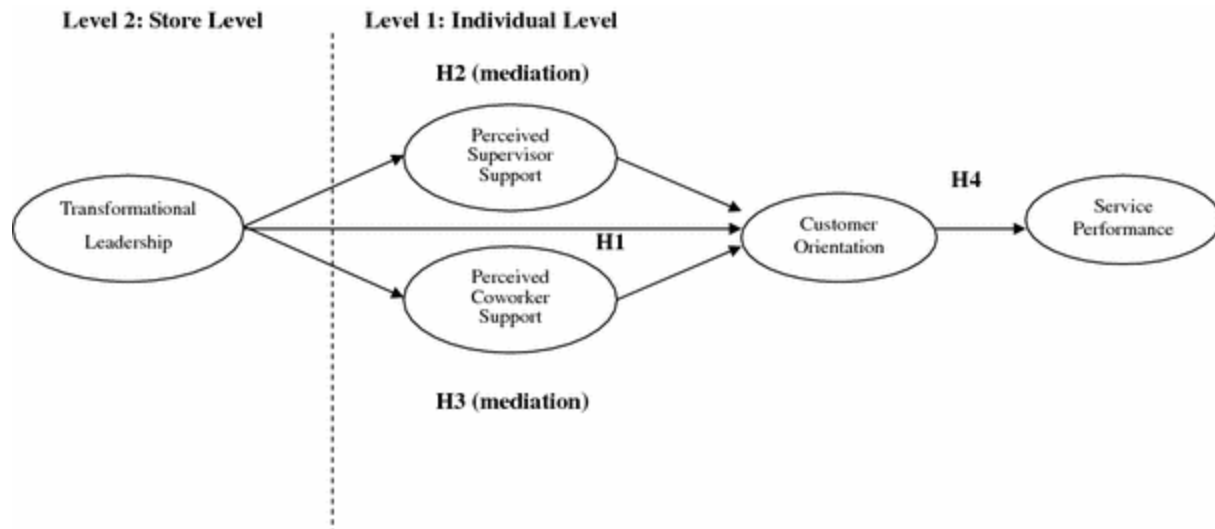 Level 2: Store Level
Level 1: Individual Level
H2 (mediation)
Perceived
Supervisor
Support
Transformational
Leadership
H1
Perceived
Coworker
Support
H3 (mediation)
Customer
Orientation
H4
Service
Performance